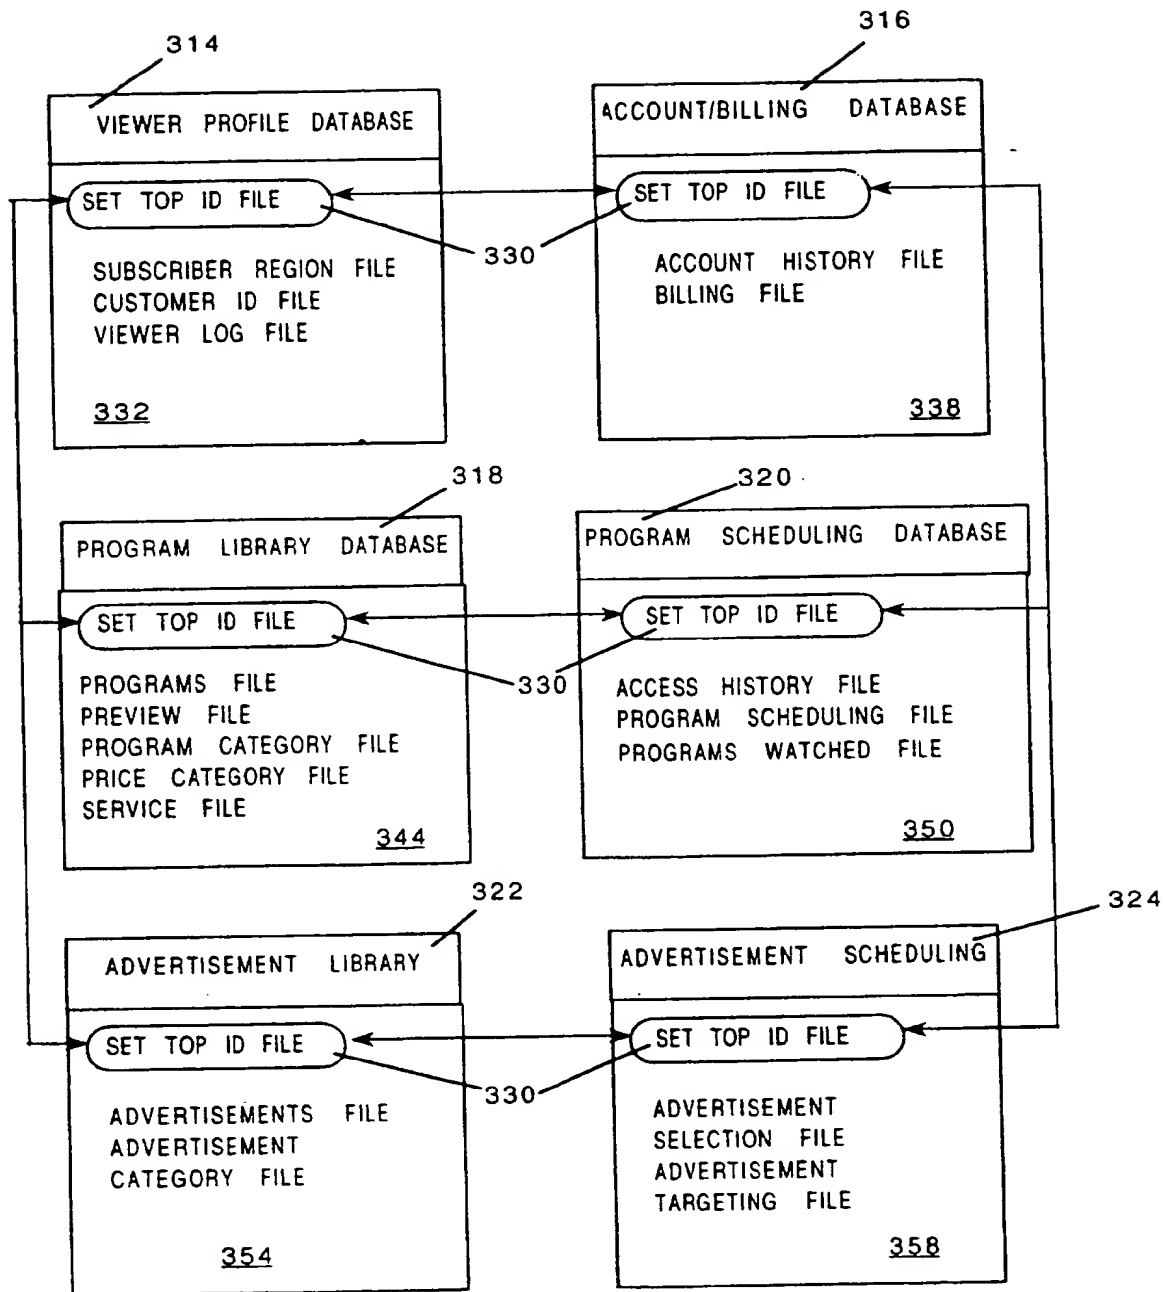 314
316
VIEWER PROFILE DATABASE
SET TOP ID FILE
SUBSCRIBER REGION FILE
CUSTOMER ID FILE
VIEWER LOG FILE
332
ACCOUNT/BILLING DATABASE
SET TOP ID FILE
330
ACCOUNT HISTORY FILE
BILLING FILE
338
318
320
PROGRAM LIBRARY DATABASE
SET TOP ID FILE
PROGRAMS FILE
PREVIEW FILE
PROGRAM CATEGORY FILE
PRICE CATEGORY FILE
SERVICE FILE
344
PROGRAM SCHEDULING DATABASE
SET TOP ID FILE
330
ACCESS HISTORY FILE
PROGRAM SCHEDULING FILE
PROGRAMS WATCHED FILE
350
322
324
ADVERTISEMENT LIBRARY
SET TOP ID FILE
ADVERTISEMENTS FILE
ADVERTISEMENT
CATEGORY FILE
354
ADVERTISEMENT SCHEDULING
SET TOP ID FILE
330
ADVERTISEMENT
SELECTION FILE
ADVERTISEMENT
TARGETING FILE
358